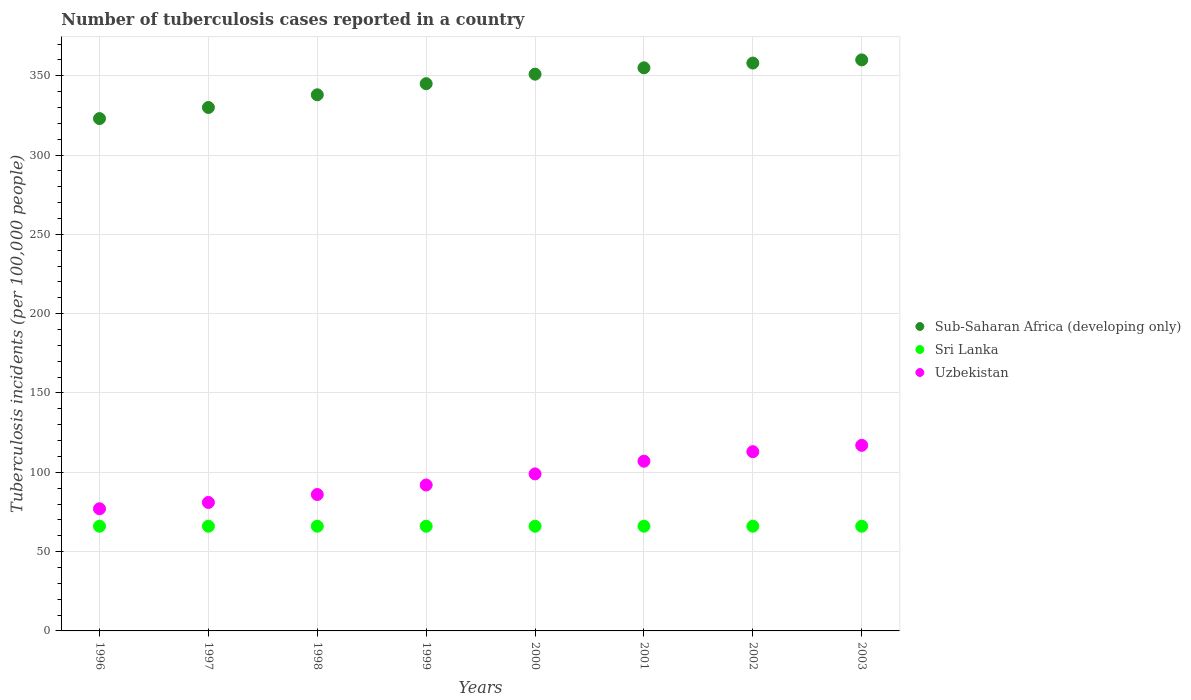 Number of tuberculosis cases reported in a country
Tuberculosis incidents (per 100,000 people)
350
300
250
200
150
100
50
0
1996
1997
1998
1999
2000
2001
2002
2003
Years
Sub-Saharan Africa (developing only)
Sri Lanka
Uzbekistan